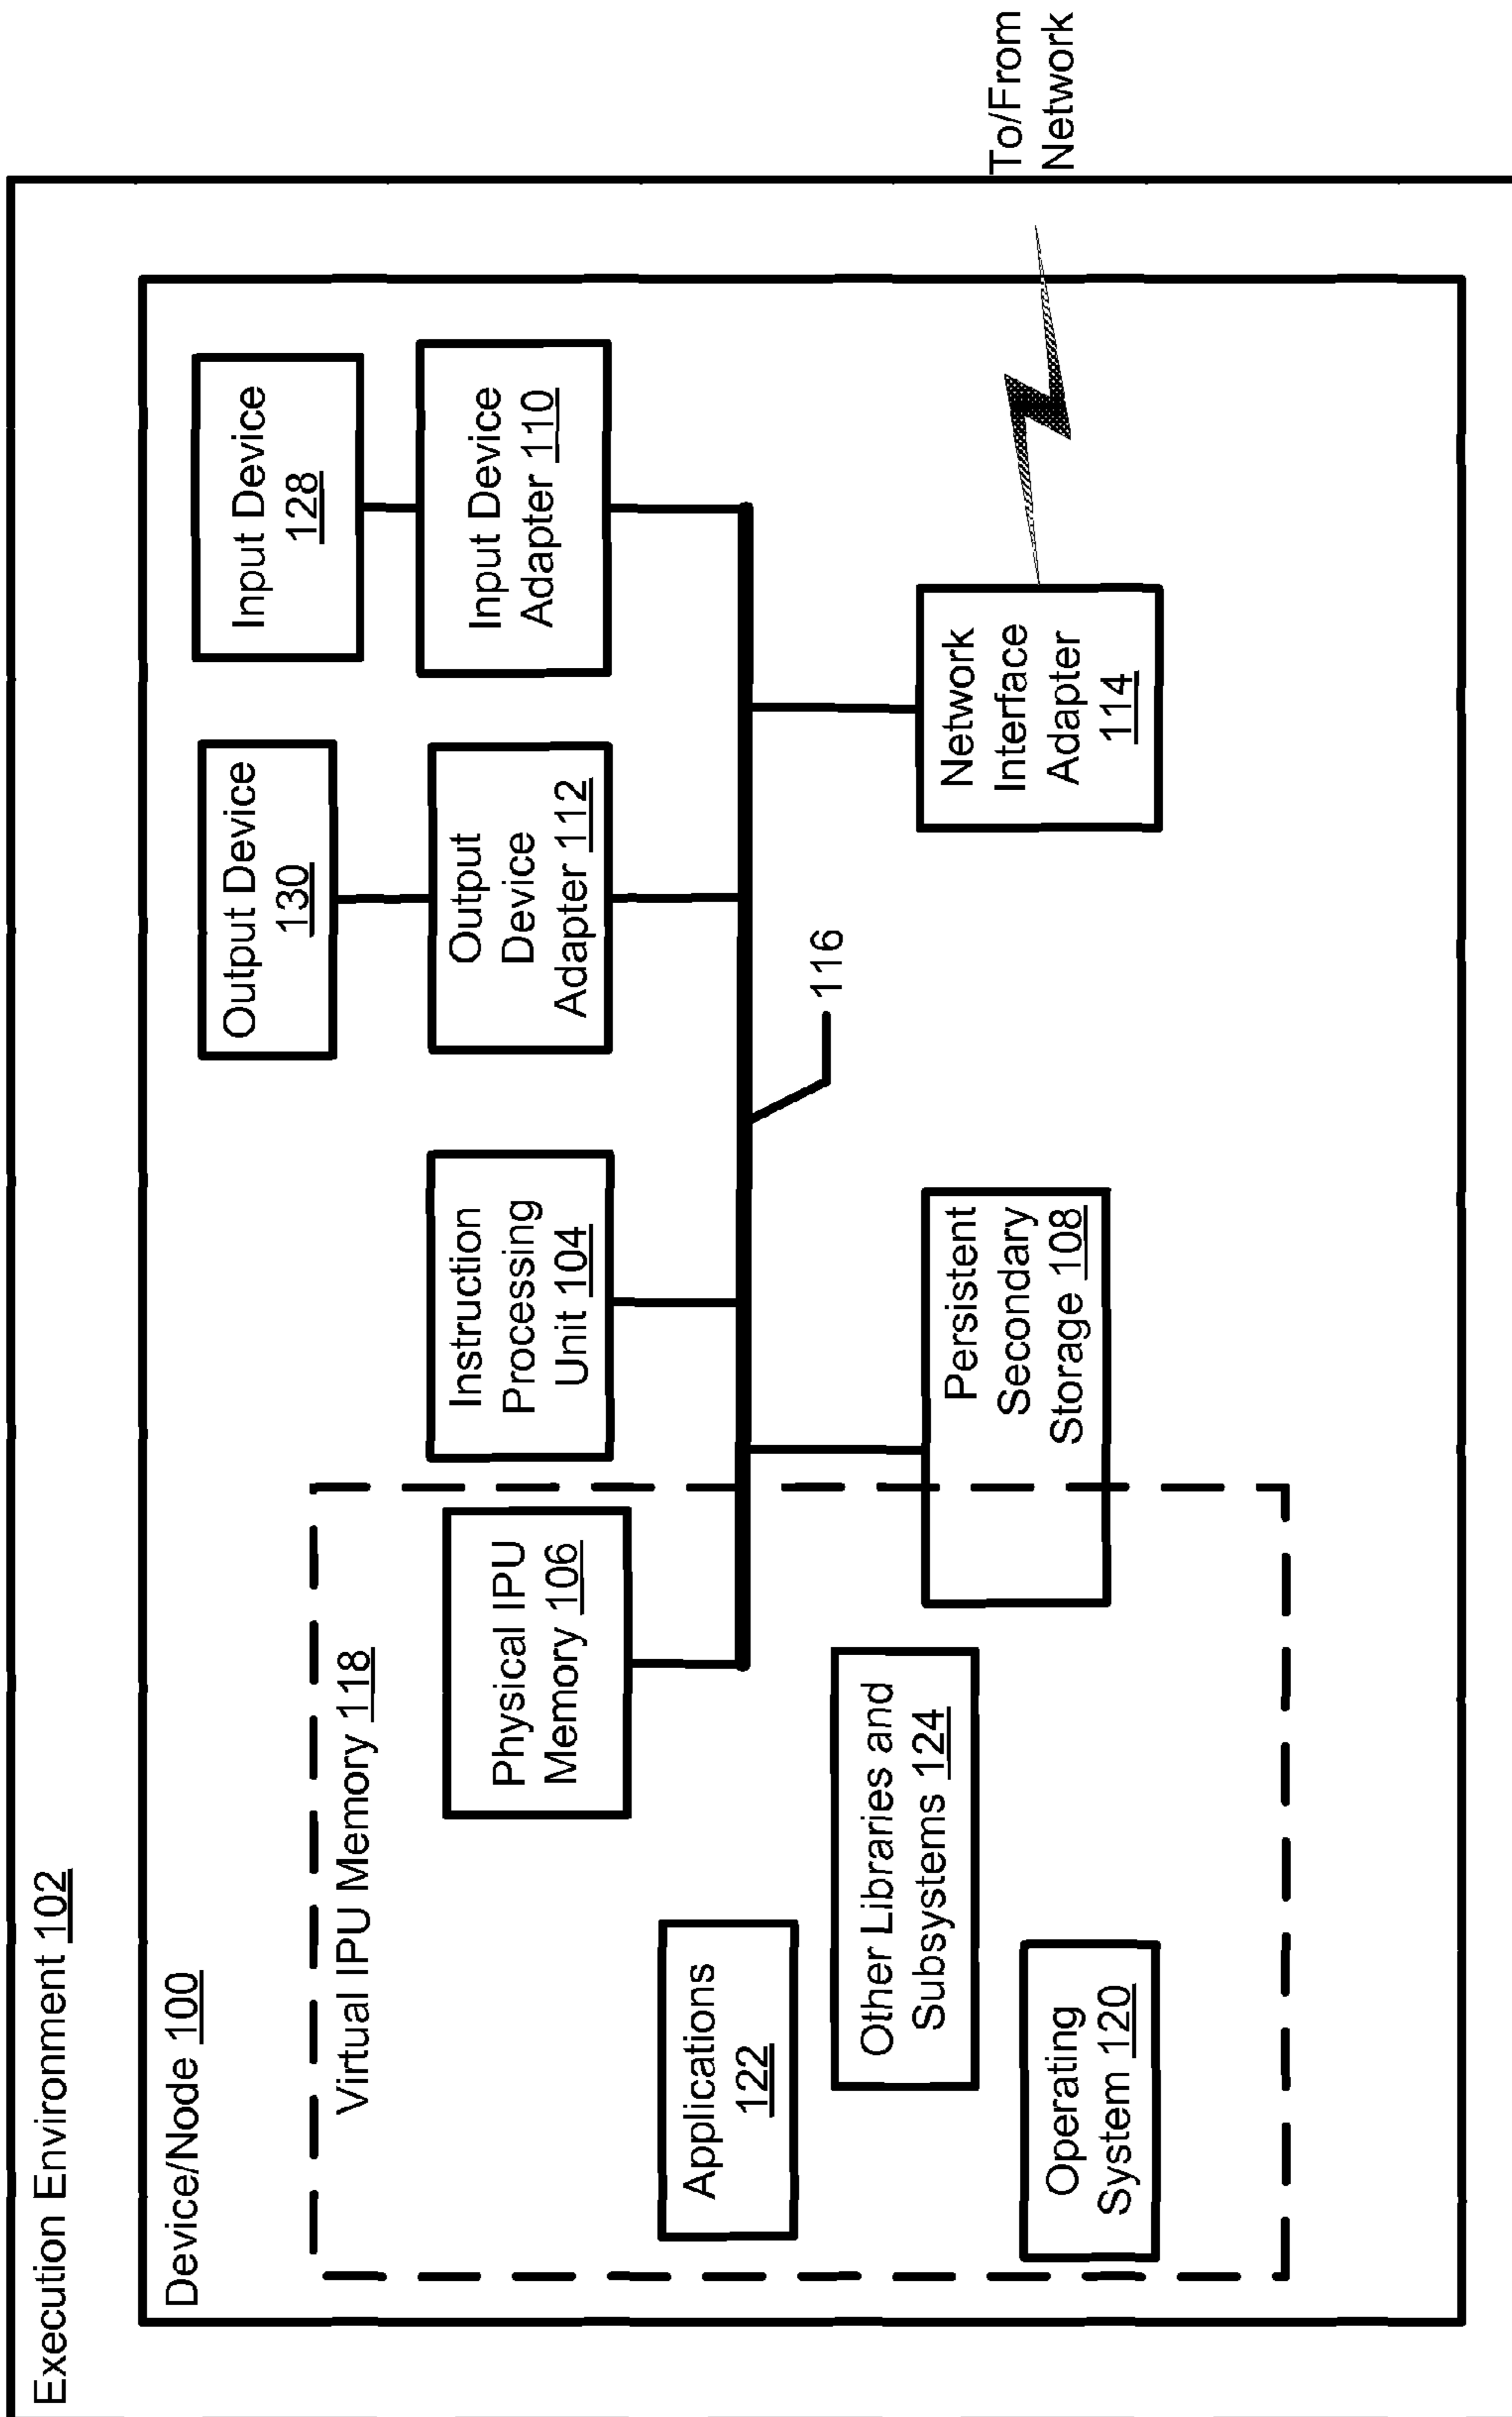 Execution Environment 102
Device/Node 100
Virtual IPU Memory 118
Physical IPU
Memory 106
Instruction
Processing
Unit 104
Output Device
130
Output
Device
Adapter 112
Input Device
128
Input Device
Adapter 110
Applications
122
Other Libraries and
Subsystems 124
Operating
System 120
Persistent
Secondary
Storage 108
116
Network
Interface
Adapter
114
To/From
Network